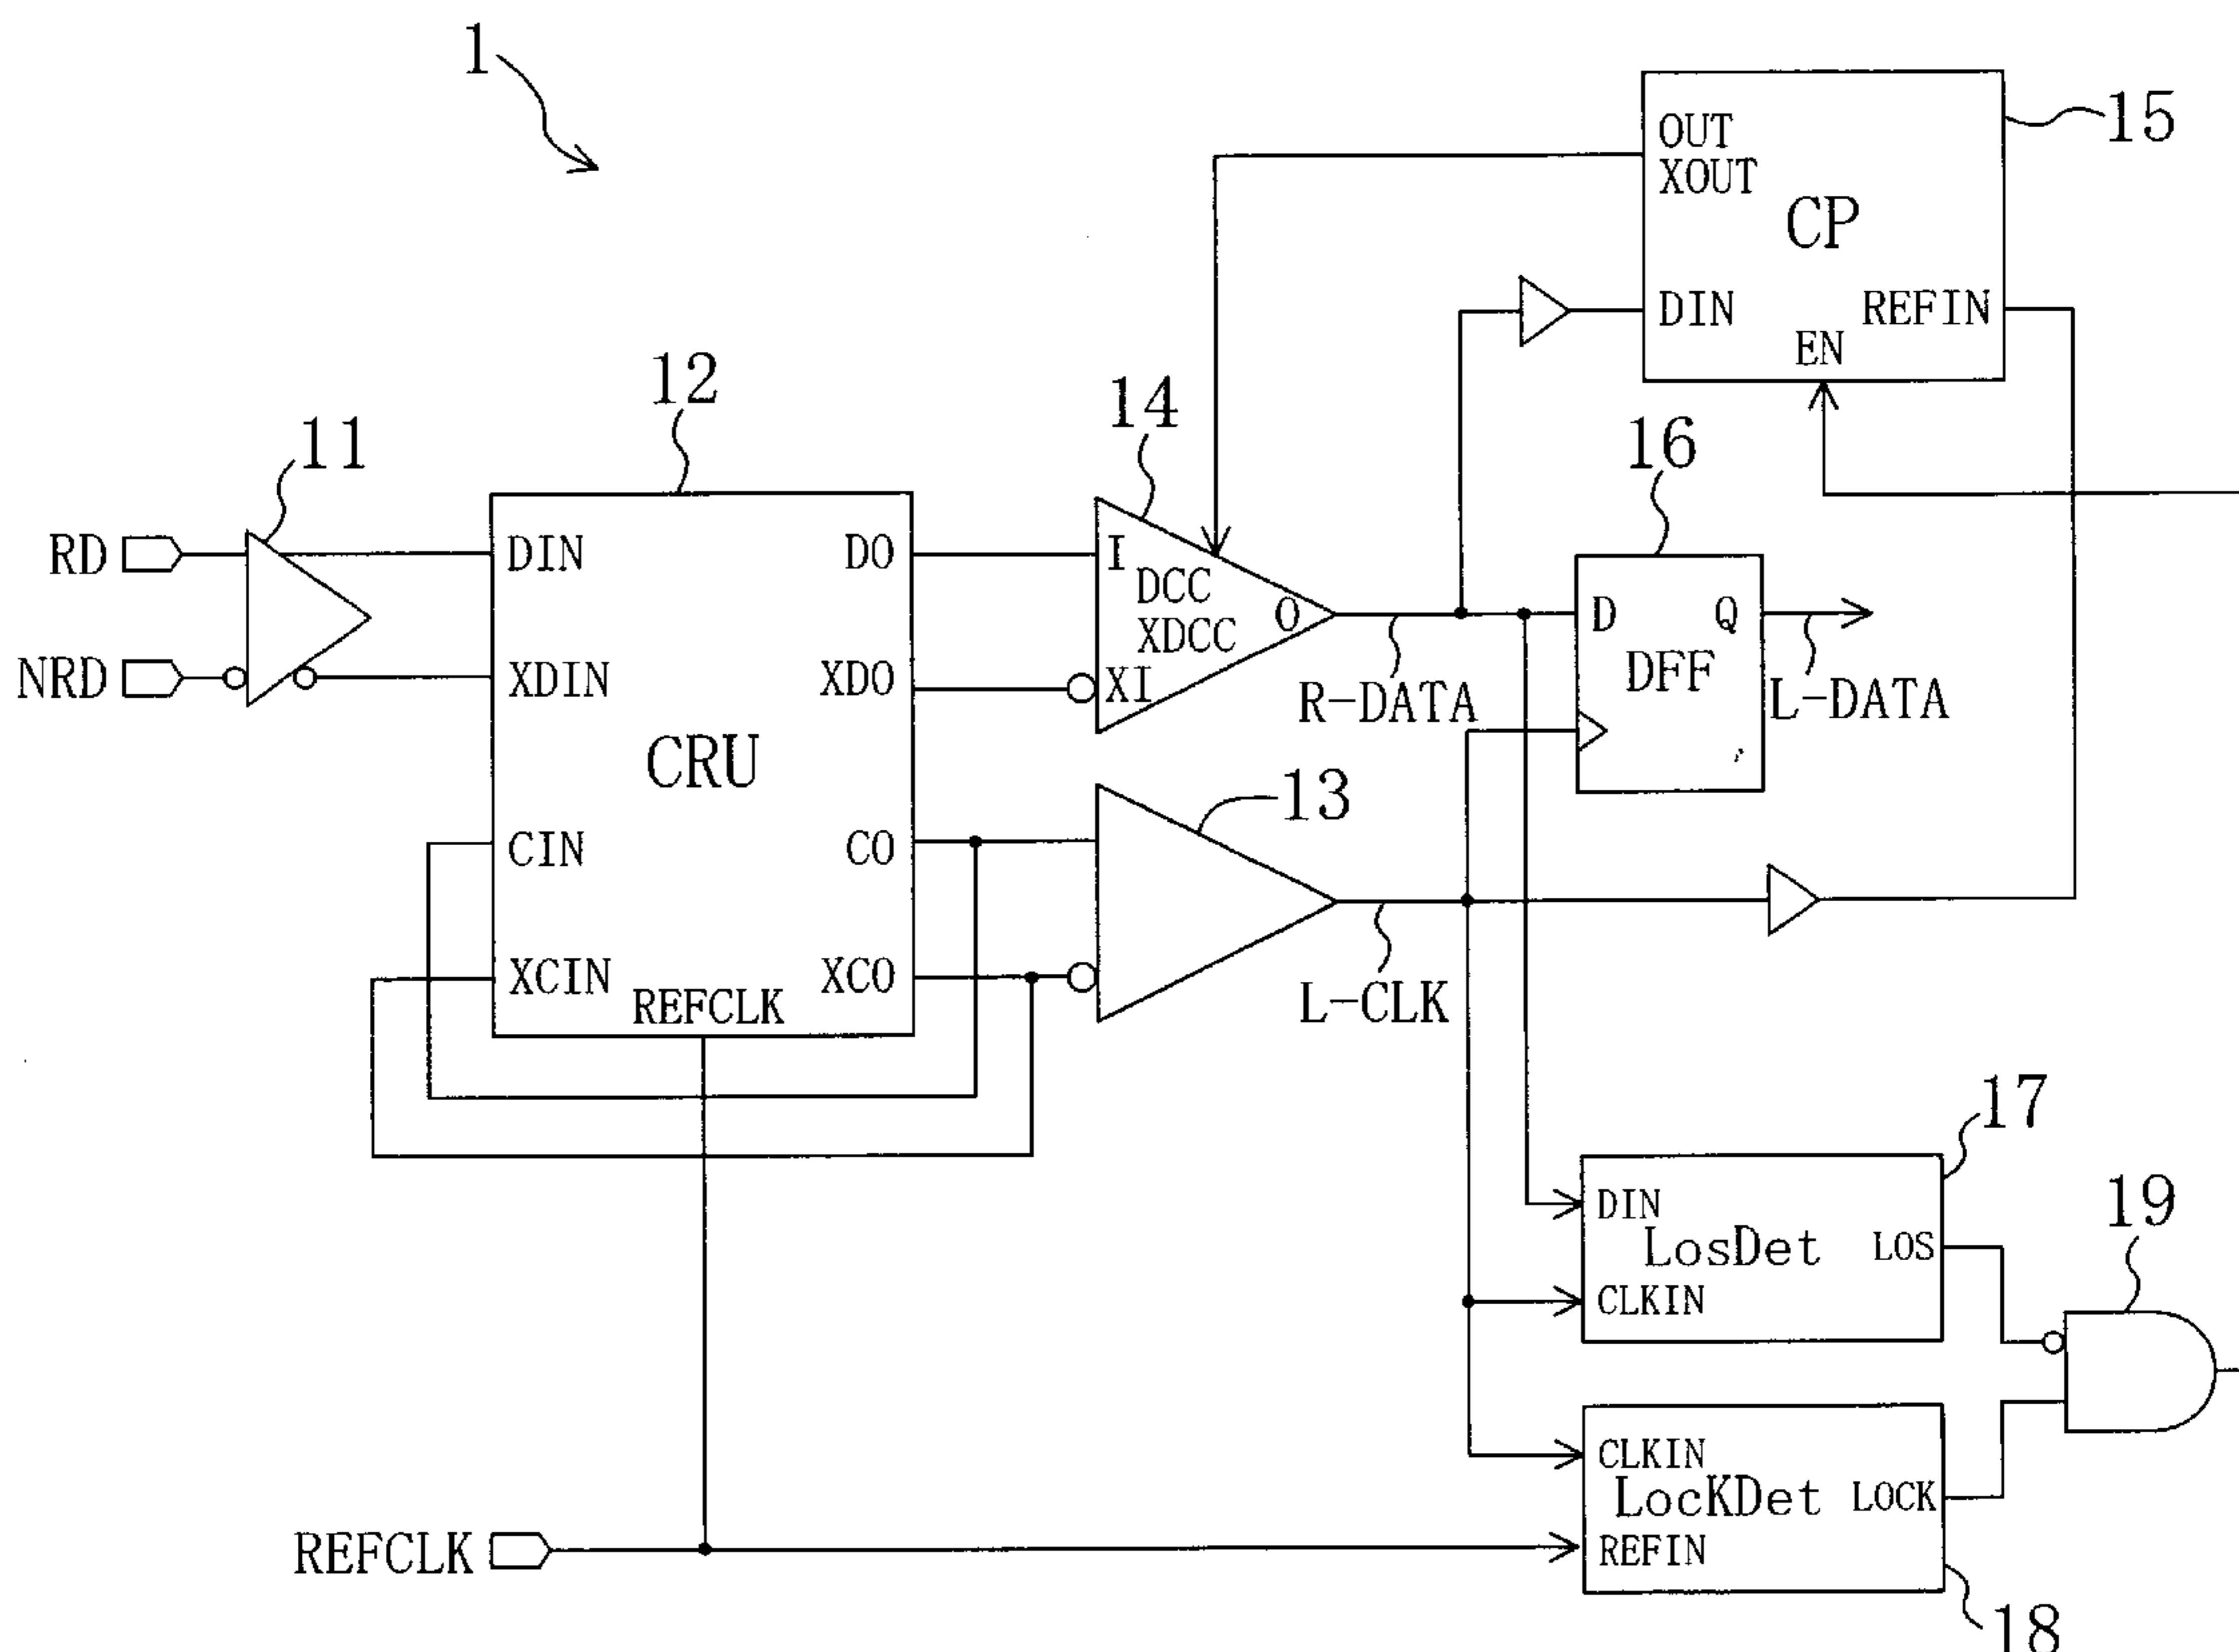 1
OUT
XOUT
CP
15
DIN
REFIN
EN
12
14
11
16
RD
DIN
DO
I
DCC
O
XDCC
D
Q
NRD
XDIN
XDO
XI
DFF
R-DATA
L-DATA
CRU
13
CIN
CO
XCIN
XCO
REFCLK
L-CLK
17
DIN
LosDet
LOS
CLKIN
19
CLKIN
LocKDet
LOCK
REFCLK
REFIN
18